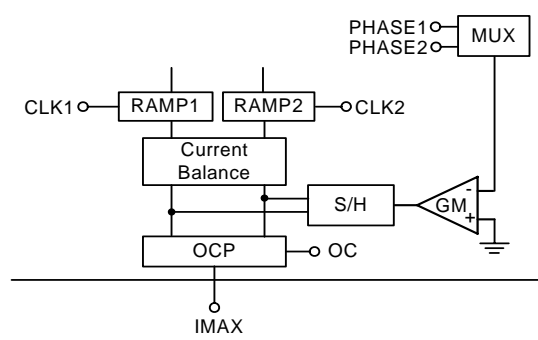 PHASE1
PHASE2
MUX
CLK1
RAMP1
RAMP2
CLK2
Current
Balance
S/H
GM
-
+
OCP
OC
IMAX